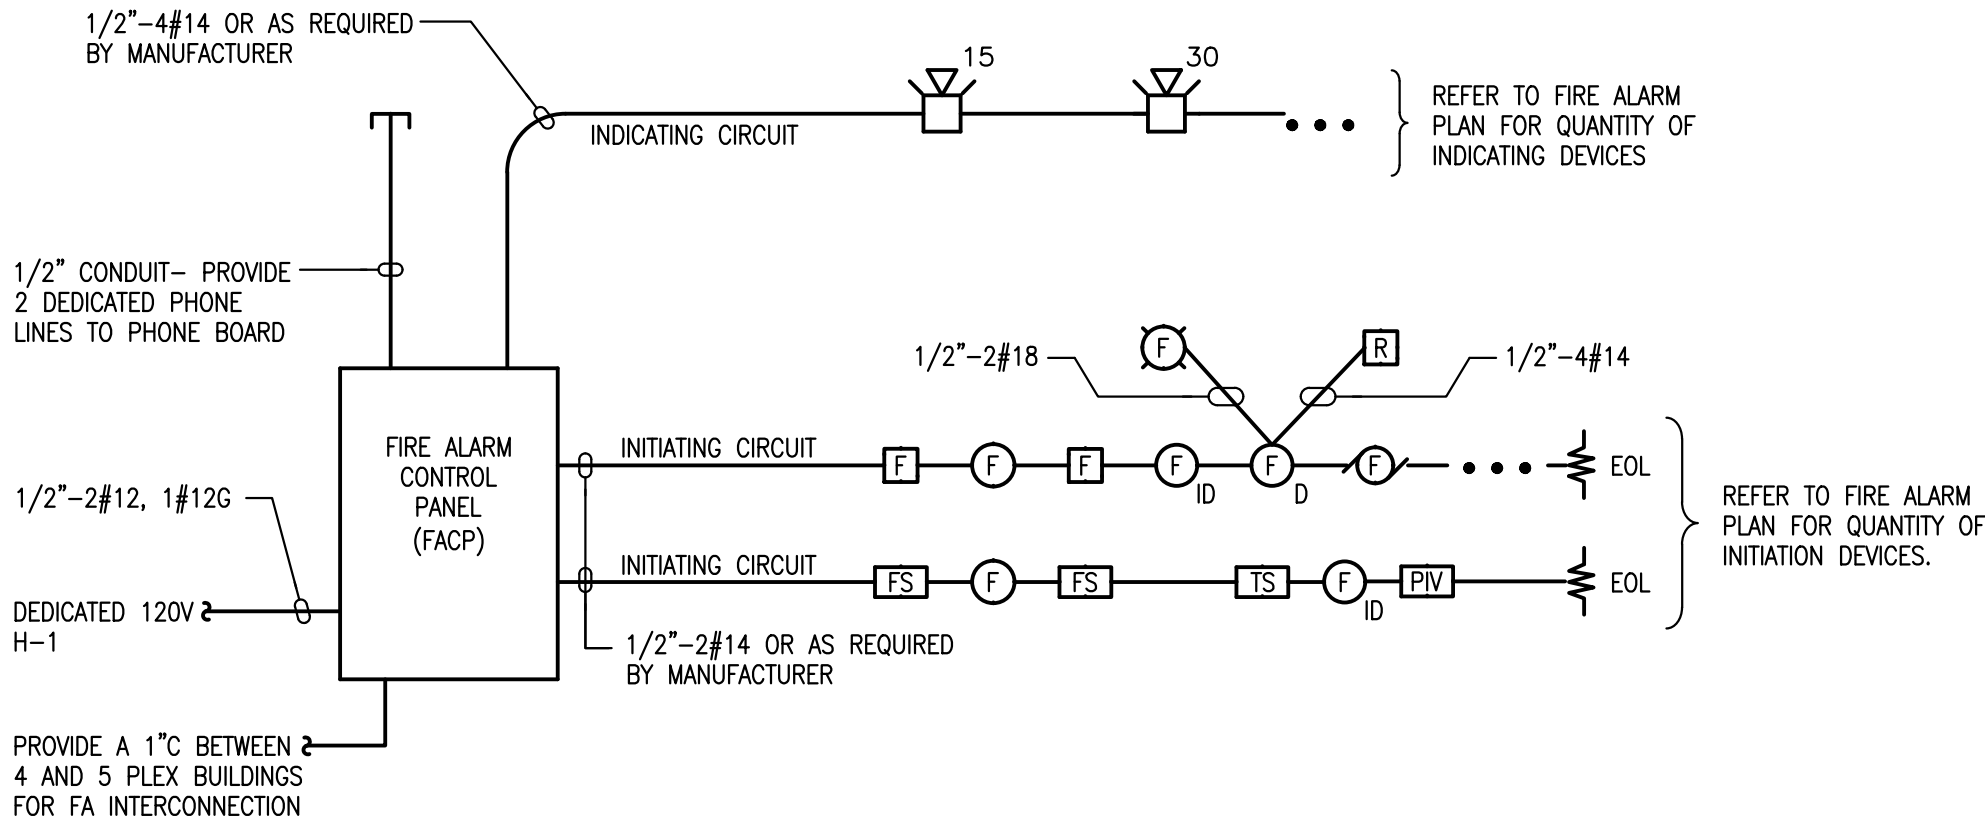 1/2"-4#14 OR AS REQUIRED
BY MANUFACTURER
15
30
INDICATING CIRCUIT
REFER TO FIRE ALARM
PLAN FOR QUANTITY OF
INDICATING DEVICES
1/2" CONDUIT- PROVIDE
2 DEDICATED PHONE
LINES TO PHONE BOARD
1/2"-2#18
F
R
1/2"-4#14
FIRE ALARM
CONTROL
PANEL
(FACP)
INITIATING CIRCUIT
F
F
F
F
ID
F
D
F
EOL
1/2"-2#12, 1#12G
REFER TO FIRE ALARM
PLAN FOR QUANTITY OF
INITIATION DEVICES.
INITIATING CIRCUIT
FS
F
FS
TS
F
ID
PIV
EOL
DEDICATED 120V
H-1
1/2"-2#14 OR AS REQUIRED
BY MANUFACTURER
PROVIDE A 1"C BETWEEN
4 AND 5 PLEX BUILDINGS
FOR FA INTERCONNECTION